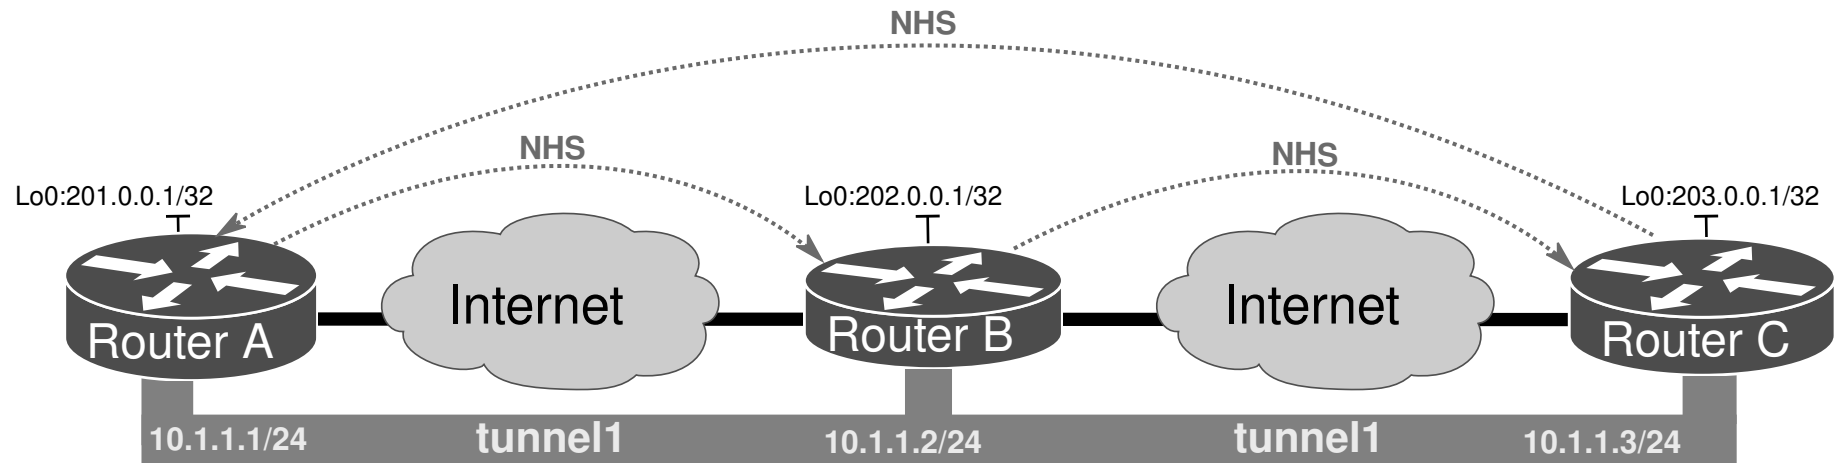 NHS
NHS
NHS
Lo0:201.0.0.1/32
Lo0:202.0.0.1/32
Lo0:203.0.0.1/32
Internet
Internet
Router A
Router B
Router C
10.1.1.1/24
tunnel1
10.1.1.2/24
tunnel1
10.1.1.3/24